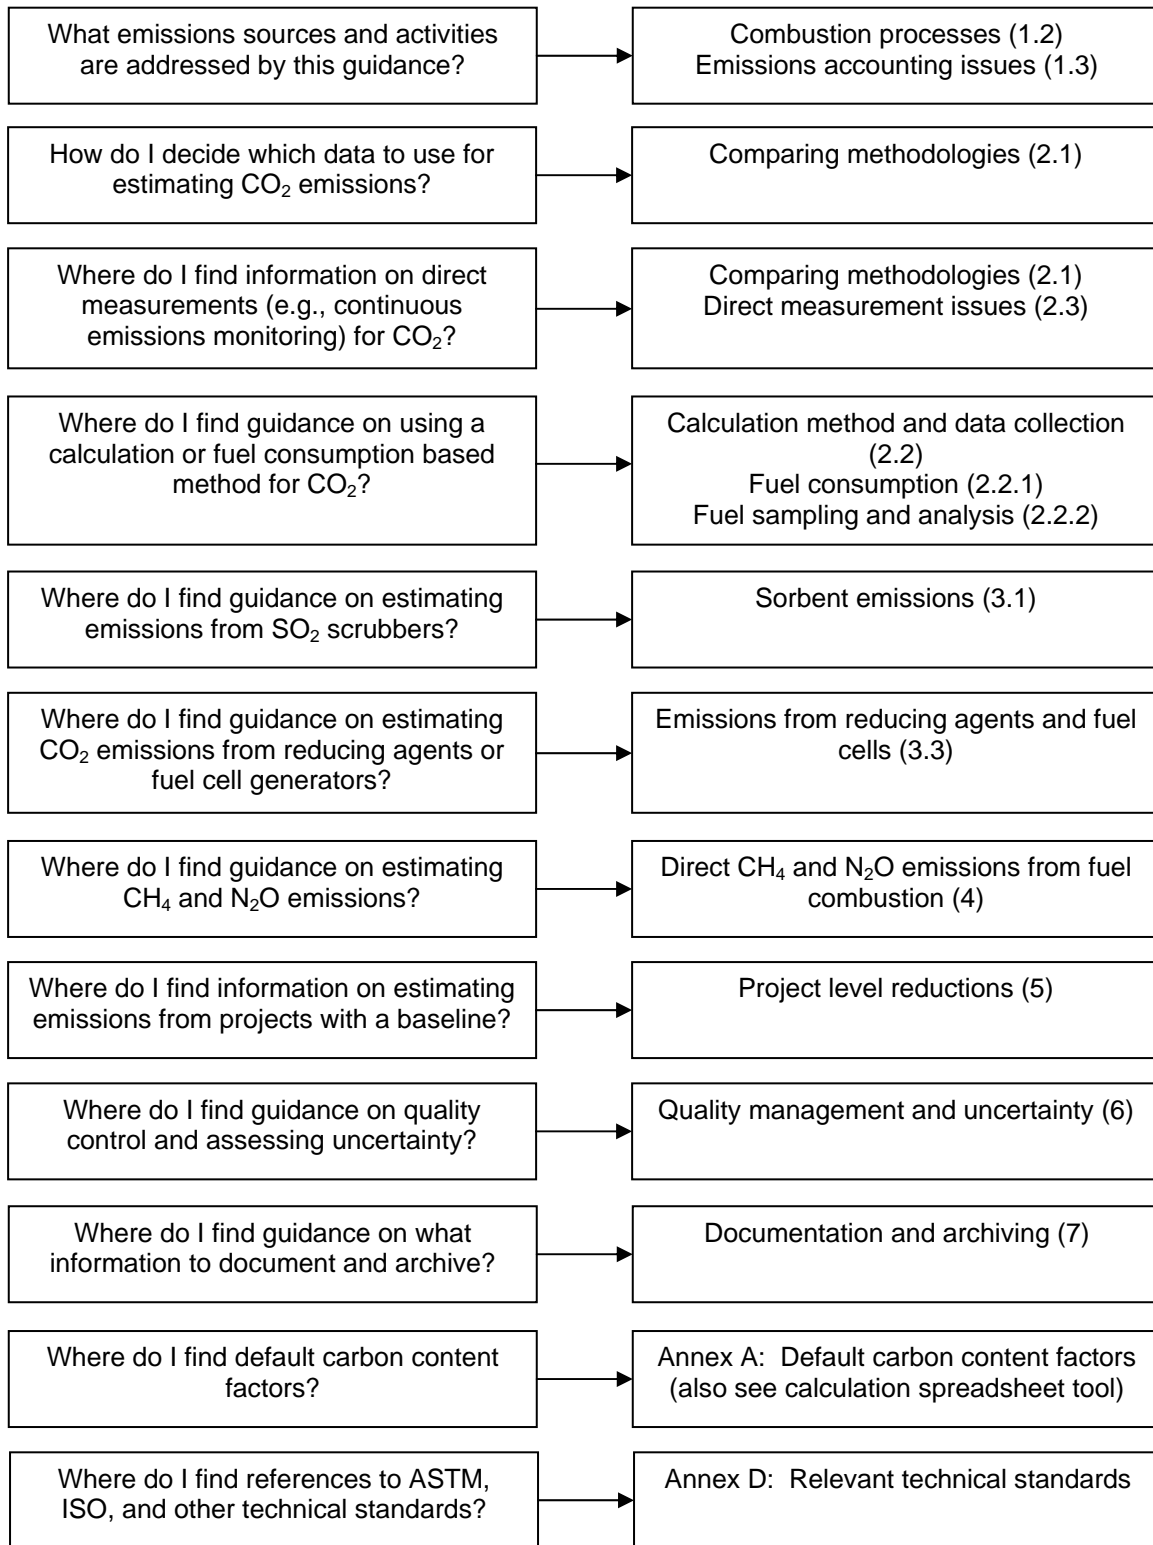 What emissions sources and activities
are addressed by this guidance?
Combustion processes (1.2)
Emissions accounting issues (1.3)
How do I decide which data to use for
estimating CO₂ emissions?
Comparing methodologies (2.1)
Where do I find information on direct
measurements (e.g., continuous
emissions monitoring) for CO₂?
Comparing methodologies (2.1)
Direct measurement issues (2.3)
Where do I find guidance on using a
calculation or fuel consumption based
method for CO₂?
Calculation method and data collection
(2.2)
Fuel consumption (2.2.1)
Fuel sampling and analysis (2.2.2)
Where do I find guidance on estimating
emissions from SO₂ scrubbers?
Sorbent emissions (3.1)
Where do I find guidance on estimating
CO₂ emissions from reducing agents or
fuel cell generators?
Emissions from reducing agents and fuel
cells (3.3)
Where do I find guidance on estimating
CH₄ and N₂O emissions?
Direct CH₄ and N₂O emissions from fuel
combustion (4)
Where do I find information on estimating
emissions from projects with a baseline?
Project level reductions (5)
Where do I find guidance on quality
control and assessing uncertainty?
Quality management and uncertainty (6)
Where do I find guidance on what
information to document and archive?
Documentation and archiving (7)
Where do I find default carbon content
factors?
Annex A:  Default carbon content factors
(also see calculation spreadsheet tool)
Where do I find references to ASTM,
ISO, and other technical standards?
Annex D:  Relevant technical standards